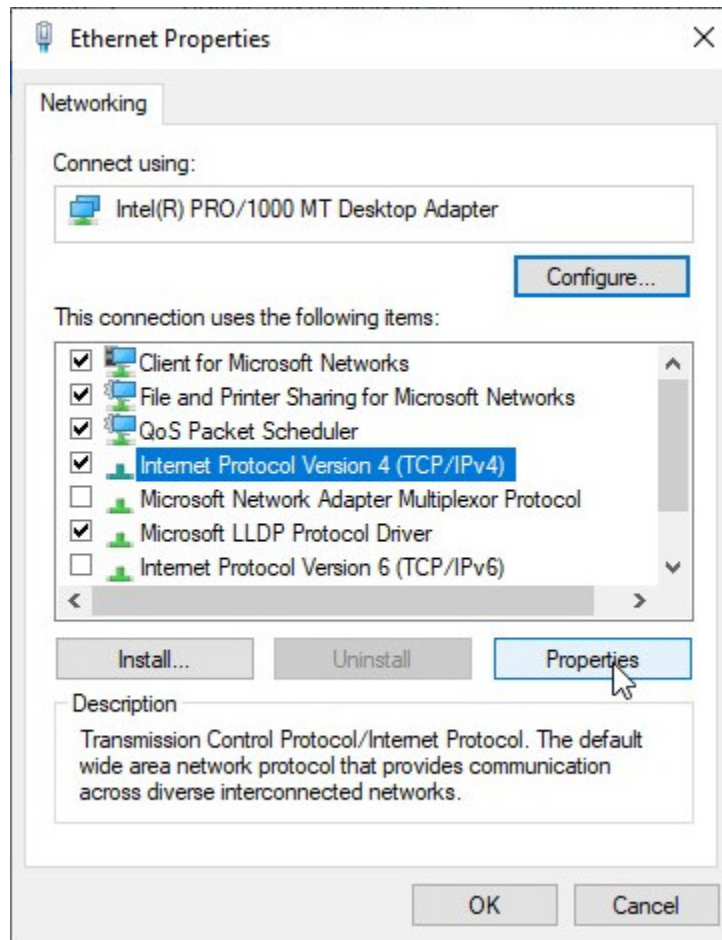 Ethernet Properties
Networking
Connect using:
Intel(R) PRO/1000 MT Desktop Adapter
Configure...
This connection uses the following items:
Client for Microsoft Networks
File and Printer Sharing for Microsoft Networks
QoS Packet Scheduler
Internet Protocol Version 4 (TCP/IPv4)
Microsoft Network Adapter Multiplexor Protocol
Microsoft LLDP Protocol Driver
Internet Protocol Version 6 (TCP/IPv6)
Install...
Uninstall
Properties
Description
Transmission Control Protocol/Internet Protocol. The default
wide area network protocol that provides communication
across diverse interconnected networks.
OK
Cancel